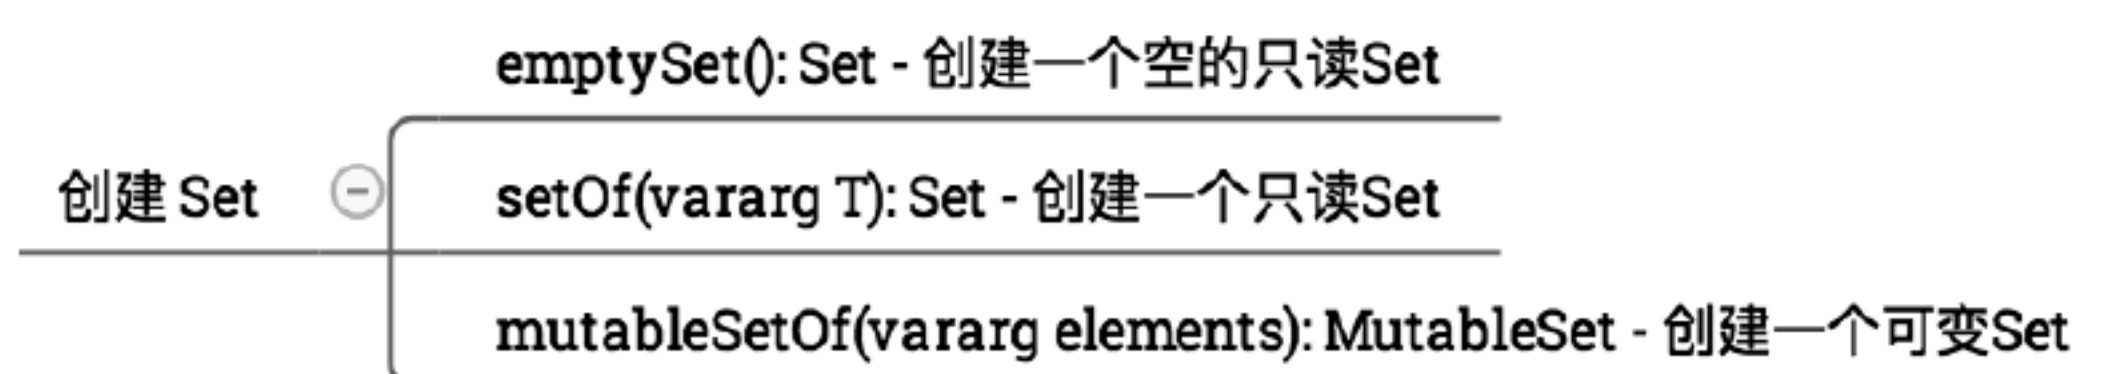 emptySet(): Set - 创建一个空的只读Set
创建 Set
setOf(vararg T): Set - 创建一个只读Set
mutableSetOf(vararg elements): MutableSet - 创建一个可变Set